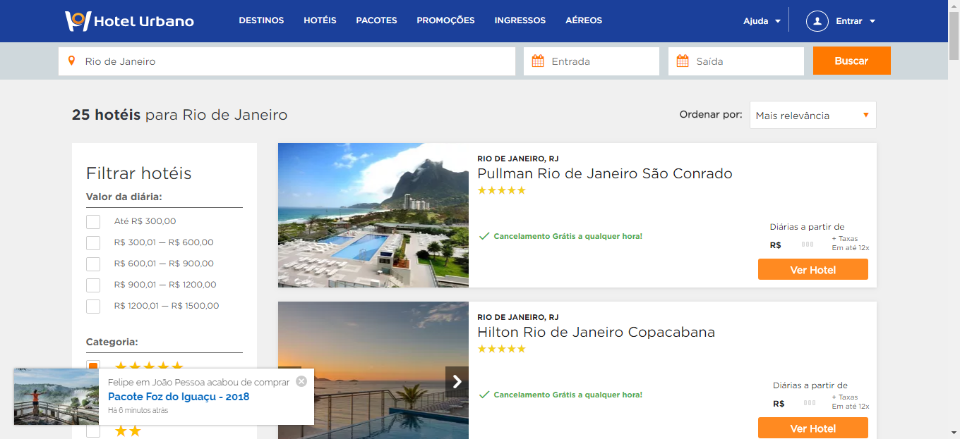 Hotel Urbano
DESTINOS HOTÉIS PACOTES PROMOÇÕES INGRESSOS AÉREOS
Ajuda Entrar
Rio de Janeiro
Entrada
Saída
Buscar
25 hotéis para Rio de Janeiro
Ordenar por: Mais relevância
Filtrar hotéis
Valor da diária:
Até R$ 300,00
R$ 300,01 — R$ 600,00
R$ 600,01 — R$ 900,00
R$ 900,01 — R$ 1200,00
R$ 1200,01 — R$ 1500,00
Categoria:
RIO DE JANEIRO, RJ
Pullman Rio de Janeiro São Conrado
Cancelamento Grátis a qualquer hora!
Diárias a partir de
R$
+ Taxas
Em até 12x
Ver Hotel
RIO DE JANEIRO, RJ
Hilton Rio de Janeiro Copacabana
Cancelamento Grátis a qualquer hora!
Diárias a partir de
R$
+ Taxas
Em até 12x
Ver Hotel
Felipe em João Pessoa acabou de comprar
Pacote Foz do Iguaçu - 2018
Há 6 minutos atrás